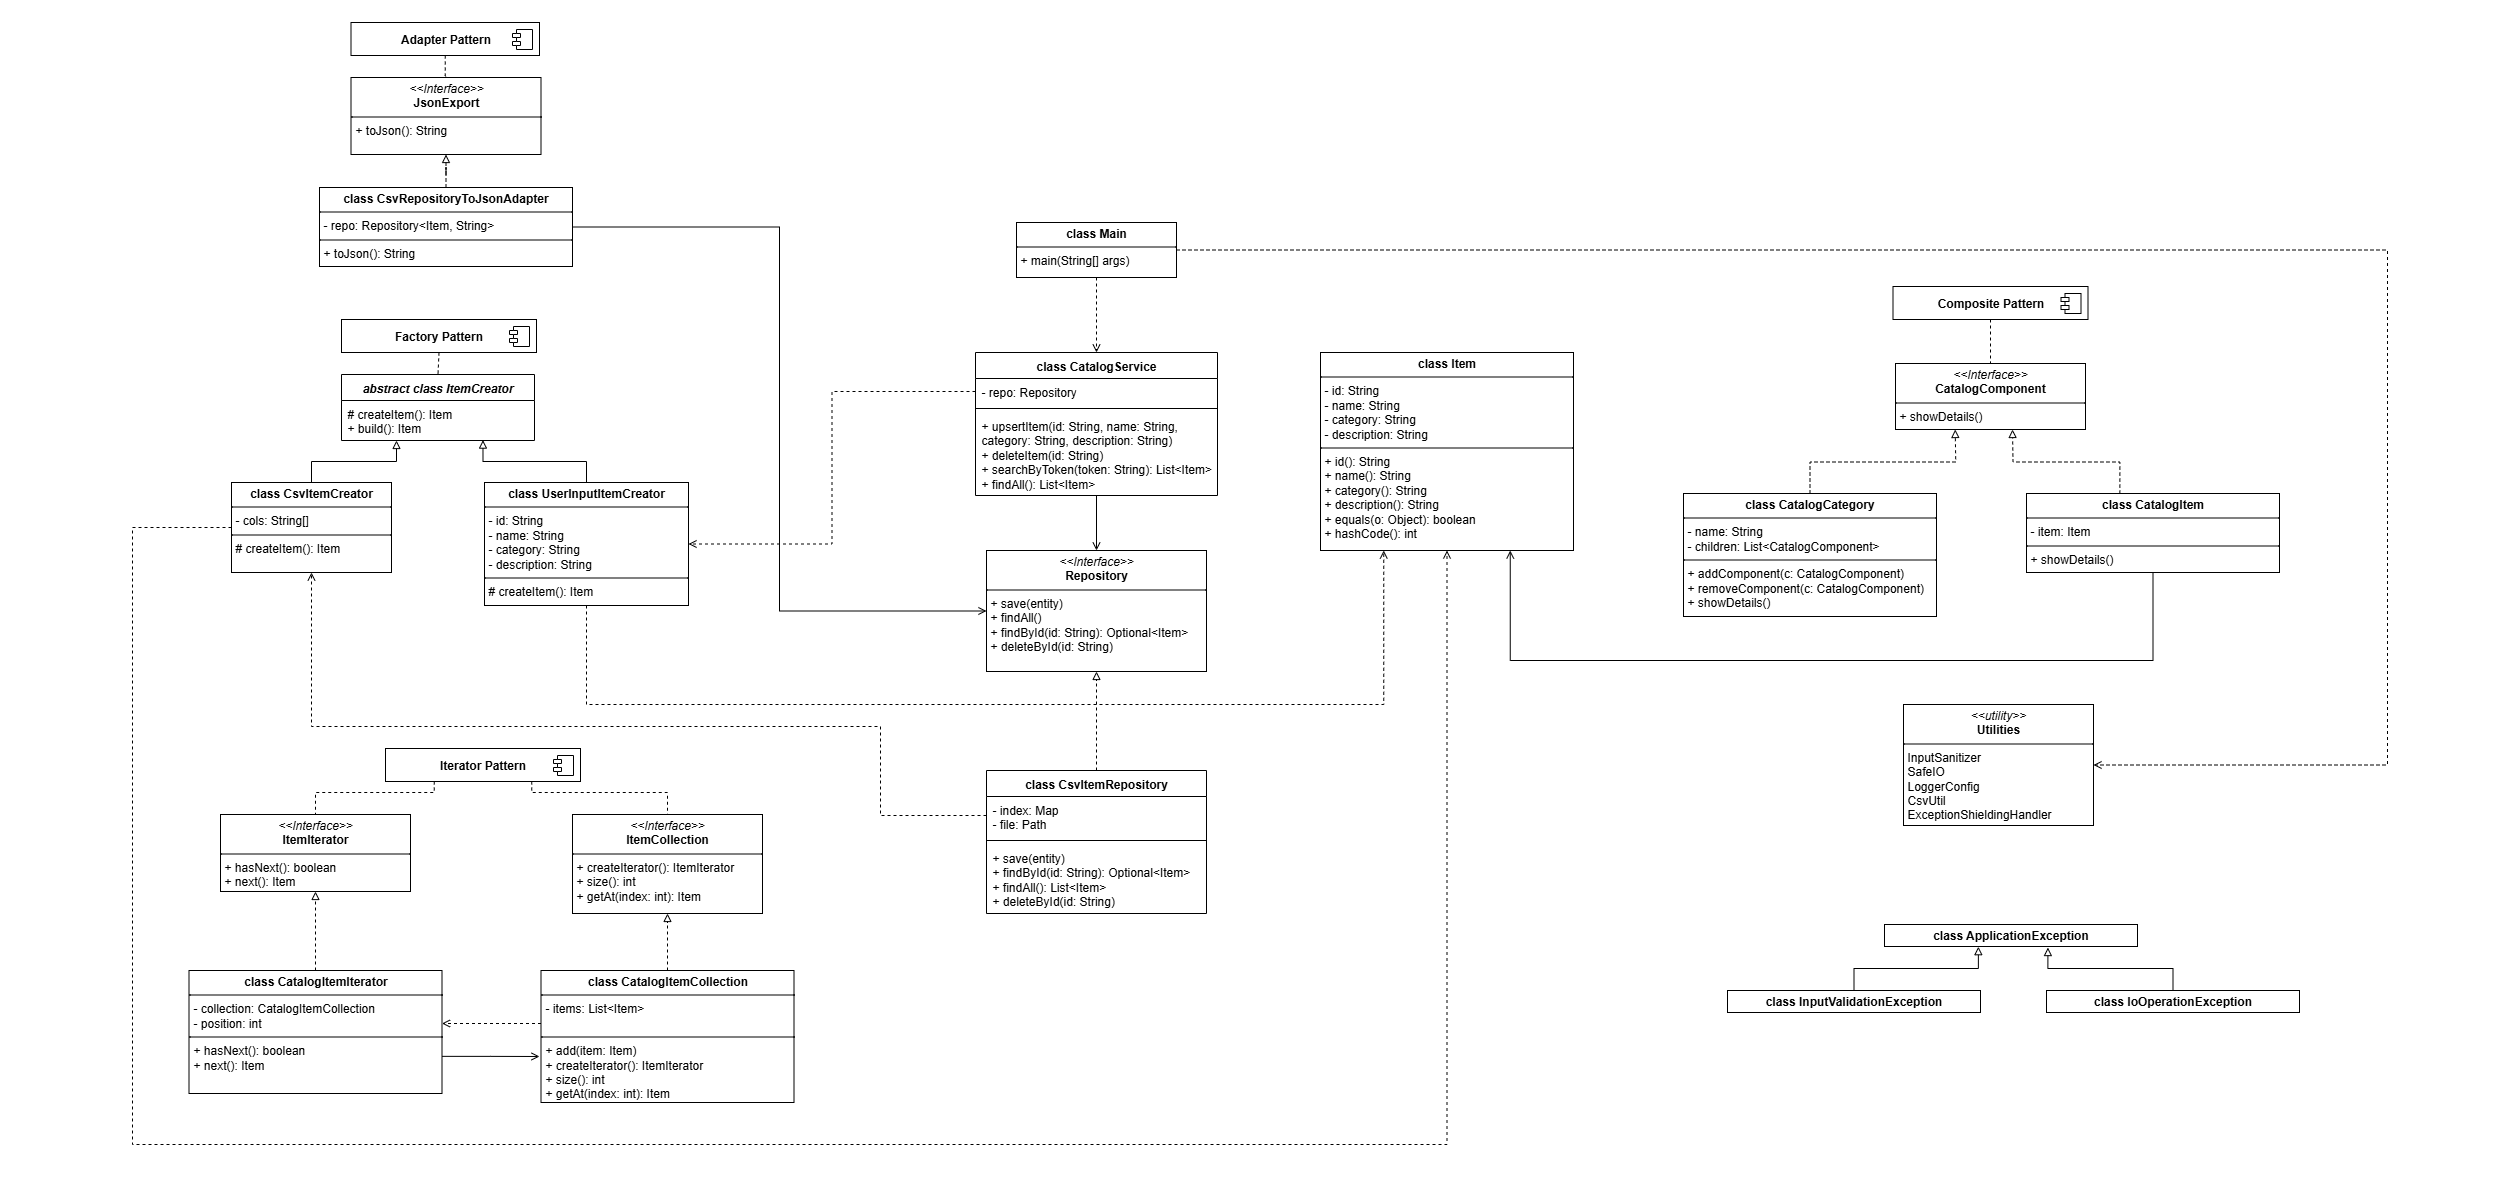 Adapter Pattern
<<Interface>>
JsonExport
+ toJson(): String
class CsvRepositoryToJsonAdapter
- repo: Repository<Item, String>
+ toJson(): String
class Main
+ main(String[] args)
Composite Pattern
Factory Pattern
abstract class ItemCreator
# createItem(): Item
+ build(): Item
class CatalogService
- repo: Repository
+ upsertItem(id: String, name: String,
category: String, description: String)
+ deleteItem(id: String)
+ searchByToken(token: String): List<Item>
+ findAll(): List<Item>
class Item
- id: String
- name: String
- category: String
- description: String
+ id(): String
+ name(): String
+ category(): String
+ description(): String
+ equals(o: Object): boolean
+ hashCode(): int
<<Interface>>
CatalogComponent
+ showDetails()
class CsvItemCreator
- cols: String[]
# createItem(): Item
class UserInputItemCreator
- id: String
- name: String
- category: String
- description: String
# createItem(): Item
class CatalogCategory
- name: String
- children: List<CatalogComponent>
+ addComponent(c: CatalogComponent)
+ removeComponent(c: CatalogComponent)
+ showDetails()
class CatalogItem
- item: Item
+ showDetails()
<<Interface>>
Repository
+ save(entity)
+ findAll()
+ findById(id: String): Optional<Item>
+ deleteById(id: String)
<<utility>>
Utilities
InputSanitizer
SafeIO
LoggerConfig
CsvUtil
ExceptionShieldingHandler
Iterator Pattern
<<Interface>>
ItemIterator
+ hasNext(): boolean
+ next(): Item
<<Interface>>
ItemCollection
+ createIterator(): ItemIterator
+ size(): int
+ getAt(index: int): Item
class CsvItemRepository
- index: Map
- file: Path
+ save(entity)
+ findById(id: String): Optional<Item>
+ findAll(): List<Item>
+ deleteById(id: String)
class ApplicationException
class InputValidationException
class IoOperationException
class CatalogItemIterator
- collection: CatalogItemCollection
- position: int
+ hasNext(): boolean
+ next(): Item
class CatalogItemCollection
- items: List<Item>
+ add(item: Item)
+ createIterator(): ItemIterator
+ size(): int
+ getAt(index: int): Item